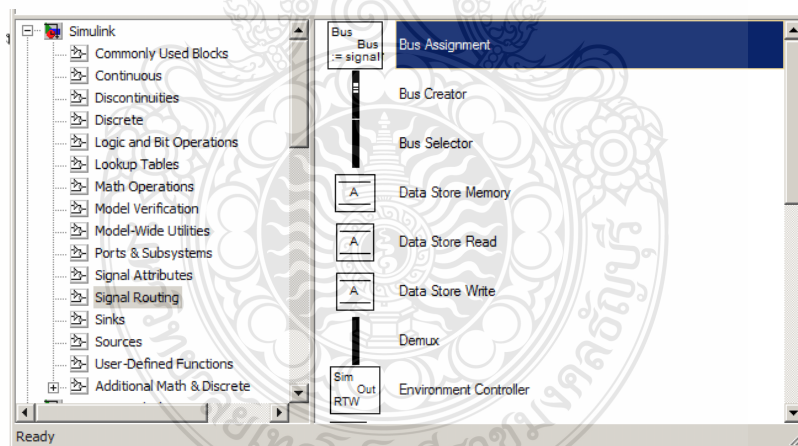 Simulink
Commonly Used Blocks
Continuous
Discontinuities
Discrete
Logic and Bit Operations
Lookup Tables
Math Operations
Model Verification
Model-Wide Utilities
Ports & Subsystems
Signal Attributes
Signal Routing
Sinks
Sources
User-Defined Functions
Additional Math & Discrete
Bus
Bus
:= signal1
Bus Assignment
Bus Creator
Bus Selector
A
Data Store Memory
A
Data Store Read
A
Data Store Write
Demux
Sim
Out
RTW
Environment Controller
Ready